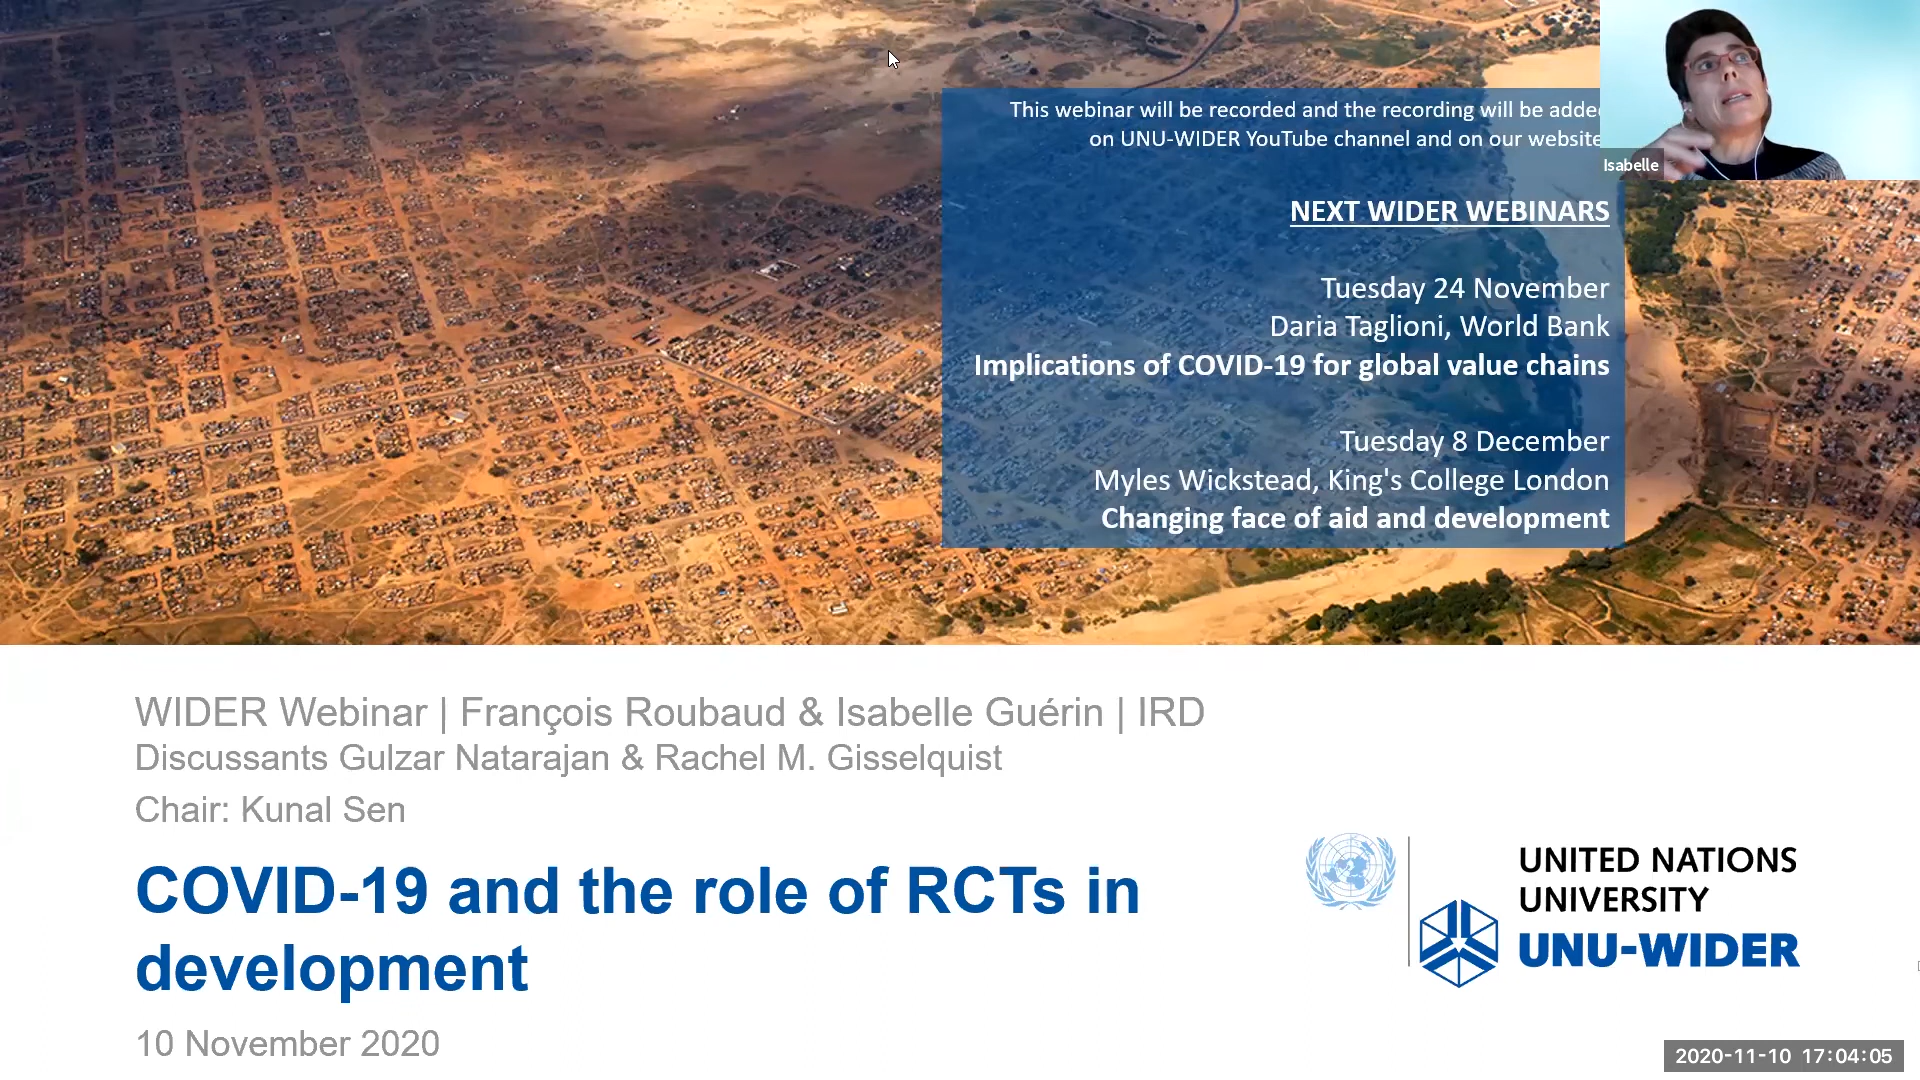 This webinar will be recorded and the recording will be adde
on UNU-WIDER YouTube channel and on our website
Isabelle
NEXT WIDER WEBINARS
Tuesday 24 November
Daria Taglioni, World Bank
Implications of COVID-19 for global value chains
Tuesday 8 December
Myles Wickstead, King's College London
Changing face of aid and development
WIDER Webinar | François Roubaud & Isabelle Guérin | IRD
Discussants Gulzar Natarajan & Rachel M. Gisselquist
Chair: Kunal Sen
COVID-19 and the role of RCTs in
development
10 November 2020
UNITED NATIONS
UNIVERSITY
UNU-WIDER
2020-11-10 17:04:05